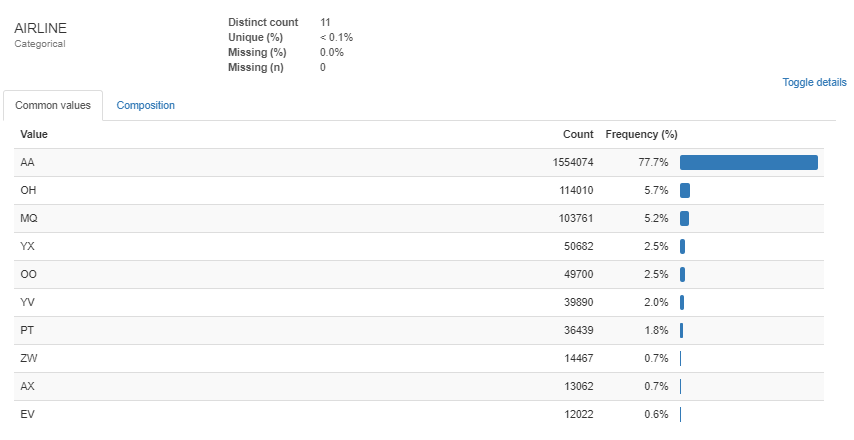 AIRLINE
Categorical
Distinct count 11
Unique (%) < 0.1%
Missing (%) 0.0%
Missing (n) 0
Toggle details
Common values Composition
Value Count Frequency (%)
AA 1554074 77.7%
OH 114010 5.7%
MQ 103761 5.2%
YX 50682 2.5%
OO 49700 2.5%
YV 39890 2.0%
PT 36439 1.8%
ZW 14467 0.7%
AX 13062 0.7%
EV 12022 0.6%